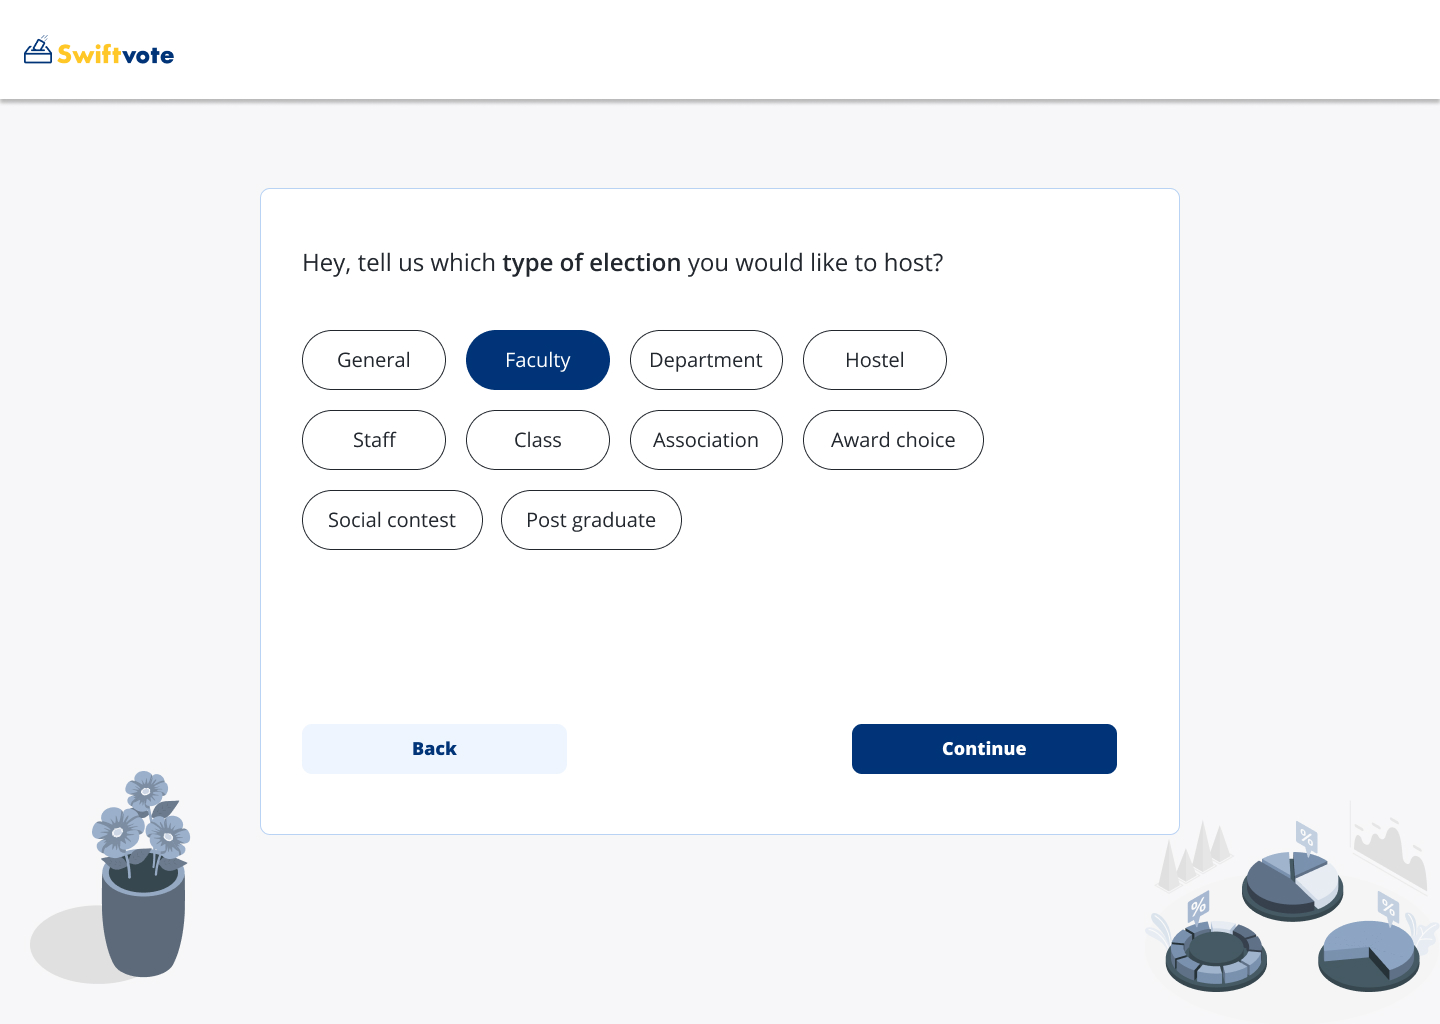 Swiftvote
Hey, tell us which type of election you would like to host?
General Faculty Department Hostel
Staff Class Association Award choice
Social contest Post graduate
Back Continue
%
% %